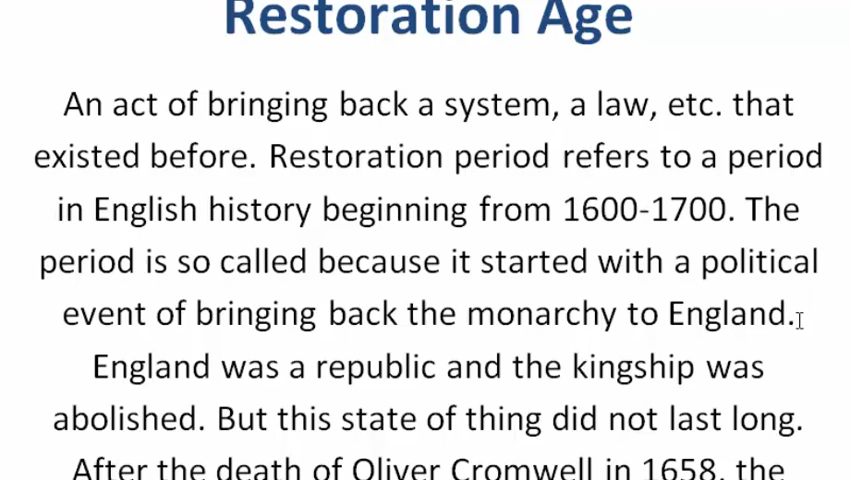 Restoration Age
An act of bringing back a system, a law, etc. that
existed before. Restoration period refers to a period
in English history beginning from 1600-1700. The
period is so called because it started with a political
event of bringing back the monarchy to England.
England was a republic and the kingship was
abolished. But this state of thing did not last long.
After the death of Oliver Cromwell in 1658, the